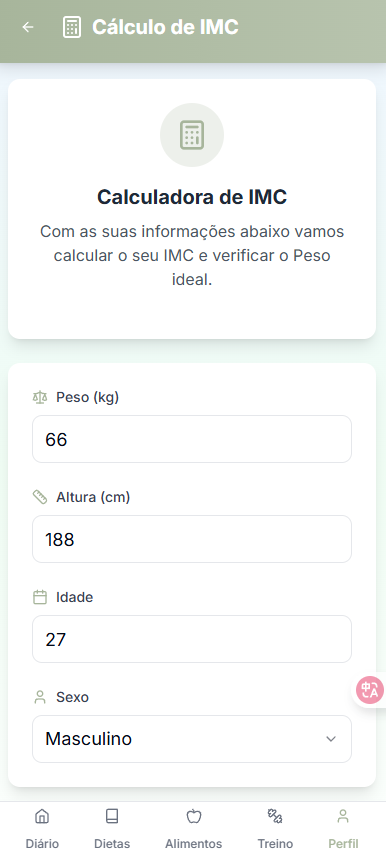 Cálculo de IMC
Calculadora de IMC
Com as suas informações abaixo vamos
calcular o seu IMC e verificar o Peso
ideal.
Peso (kg)
66
Altura (cm)
188
Idade
27
Sexo
Masculino
Diário
Dietas
Alimentos
Treino
Perfil